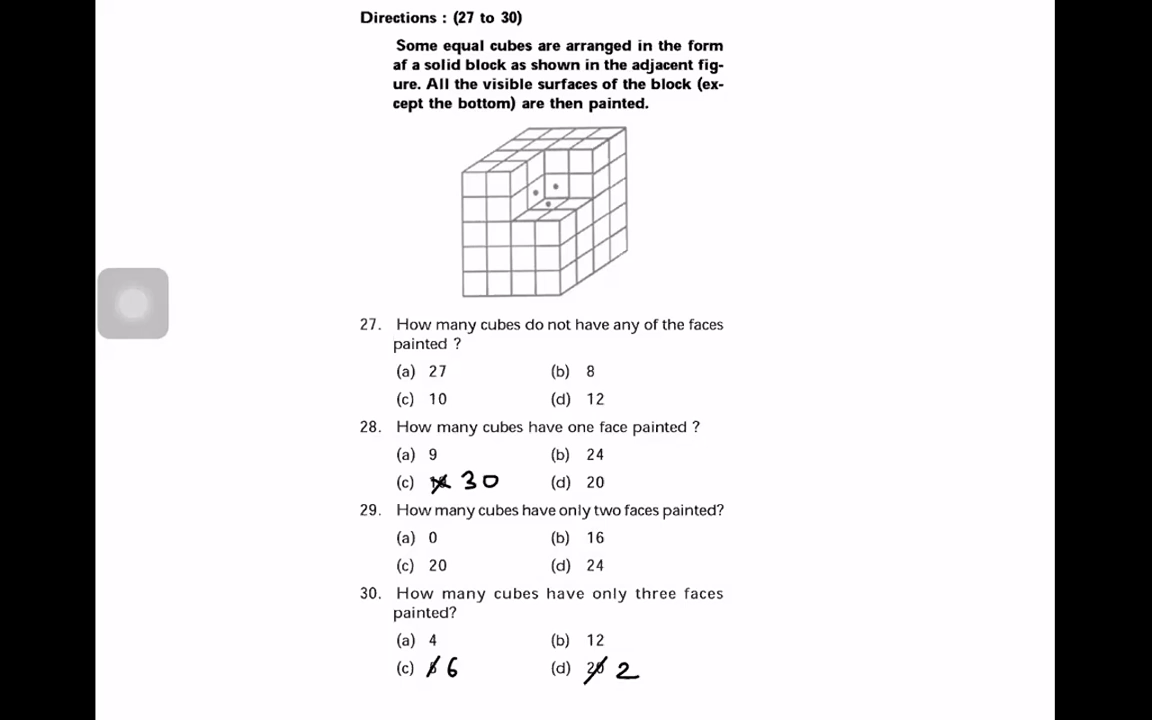 Directions : (27 to 30)
Some equal cubes are arranged in the form
af a solid block as shown in the adjacent fig-
ure. All the visible surfaces of the block (ex-
cept the bottom) are then painted.
27. How many cubes do not have any of the faces
painted ?
(a) 27 (b) 8
(c) 10 (d) 12
28. How many cubes have one face painted ?
(a) 9 (b) 24
(c) 30 (d) 20
29. How many cubes have only two faces painted?
(a) 0 (b) 16
(c) 20 (d) 24
30. How many cubes have only three faces
painted?
(a) 4 (b) 12
(c) 6 (d) 2